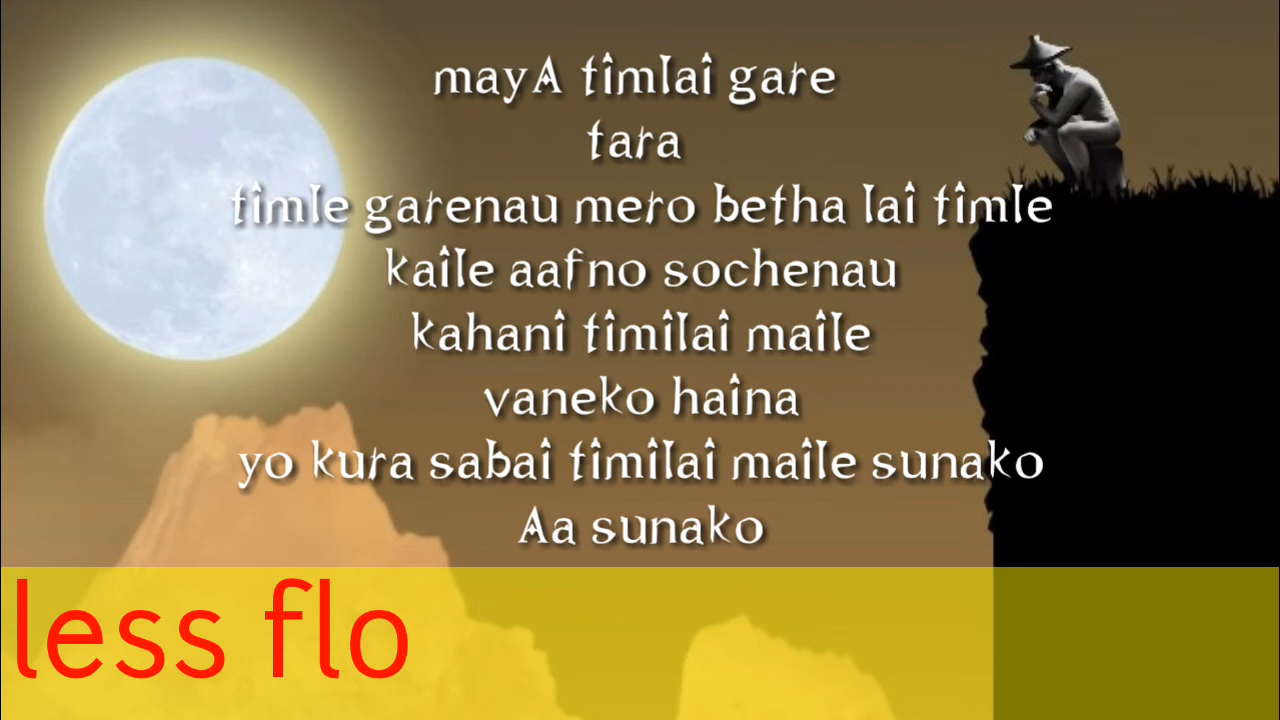 mayA timlai gare
tara
timle garenau mero betha lai timle
kaile aafno sochenau
kahani timilai maile
vaneko haina
yo kura sabai timilai maile sunako
Aa sunako
less flo